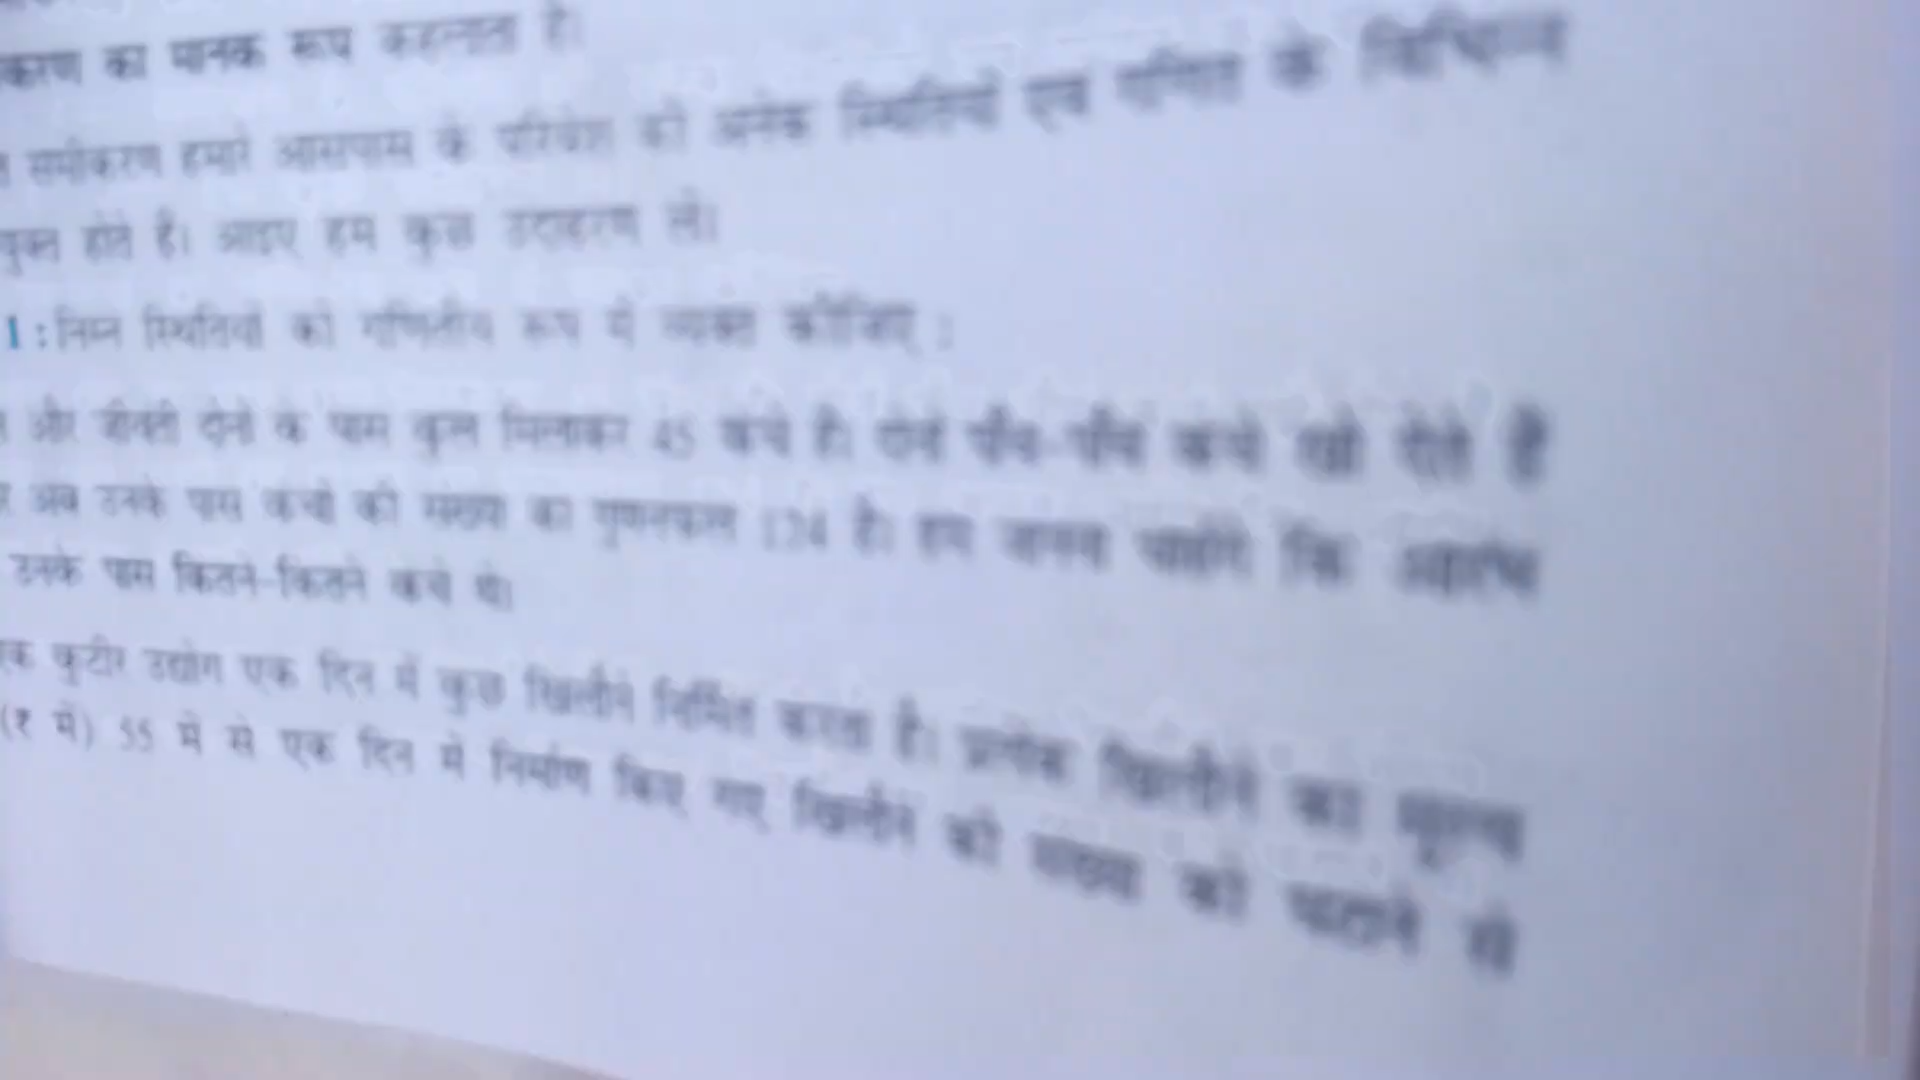 करण का मानक रूप कहलाता है।
समीकरण हमारे आसपास के परिवेश की अनेक स्थितियों एवं गणित के विभिन्न
युक्त होते हैं। आइए हम कुछ उदाहरण लें।
1 : निम्न स्थितियों को गणितीय रूप में व्यक्त कीजिए :
और जीवंती दोनों के पास कुल मिलाकर 45 कंचे हैं। दोनों पाँच-पाँच कंचे खो देते हैं
अब उनके पास कंचों की संख्या का गुणनफल 124 है। हम जानना चाहेंगे कि आरंभ
उनके पास कितने-कितने कंचे थे।
एक कुटीर उद्योग एक दिन में कुछ खिलौने निर्मित करता है। प्रत्येक खिलौने का मूल्य
(₹ में) 55 में से एक दिन में निर्माण किए गए खिलौने की संख्या को घटाने से